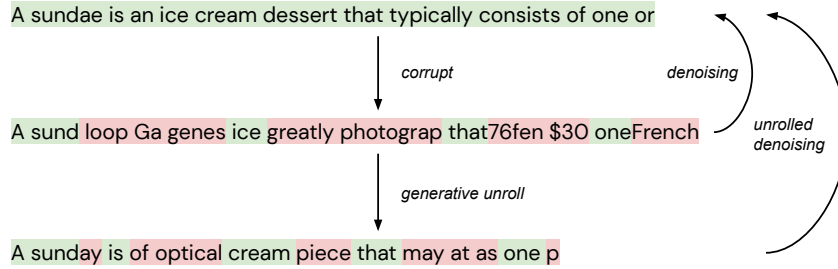 A sundae is an ice cream dessert that typically consists of one or
corrupt
denoising
A sund loop Ga genes ice greatly photograp that76fen $30 oneFrench
unrolled
denoising
generative unroll
A sunday is of optical cream piece that may at as one p